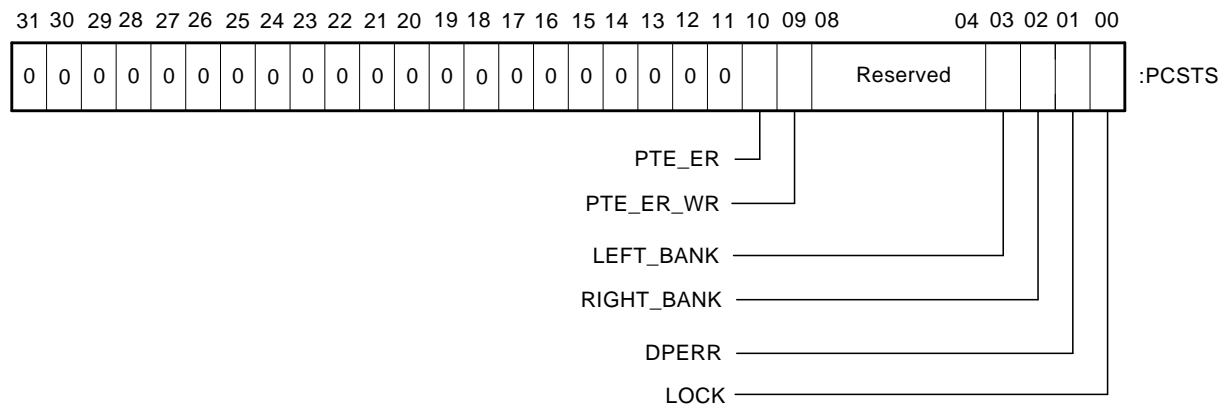 31 30 29 28 27 26 25 24 23 22 21 20 19 18 17 16 15 14 13 12 11 10 09 08 04 03 02 01 00
0 0 0 0 0 0 0 0 0 0 0 0 0 0 0 0 0 0 0 0 0 Reserved :PCSTS
PTE_ER
PTE_ER_WR
LEFT_BANK
RIGHT_BANK
DPERR
LOCK